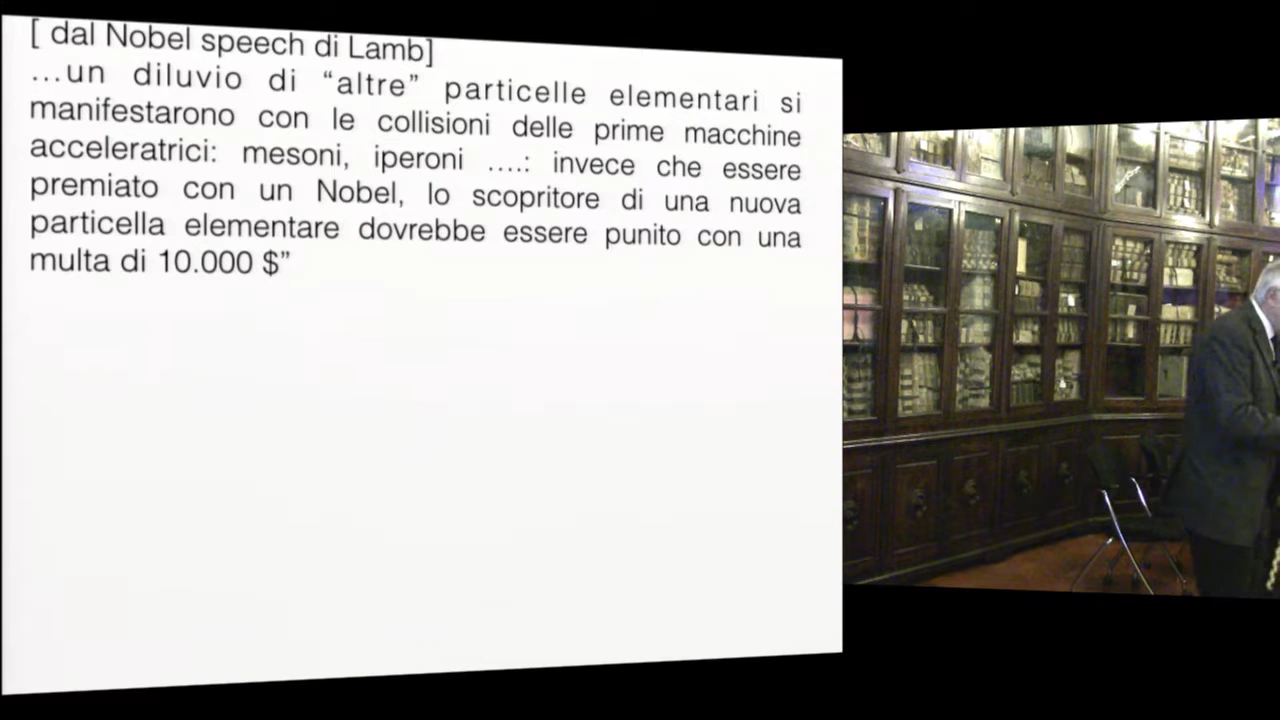 [ dal Nobel speech di Lamb]
…un diluvio di “altre” particelle elementari si
manifestarono con le collisioni delle prime macchine
acceleratrici: mesoni, iperoni ….: invece che essere
premiato con un Nobel, lo scopritore di una nuova
particella elementare dovrebbe essere punito con una
multa di 10.000 $”